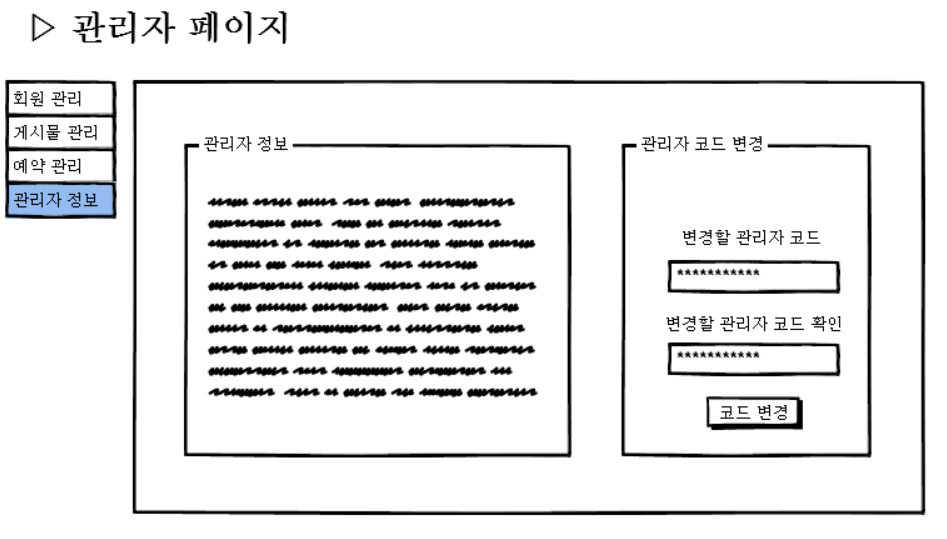 ▷ 관리자 페이지
회원 관리
게시물 관리
예약 관리
관리자 정보
관리자 정보
관리자 코드 변경
변경할 관리자 코드
***********
변경할 관리자 코드 확인
***********
코드 변경